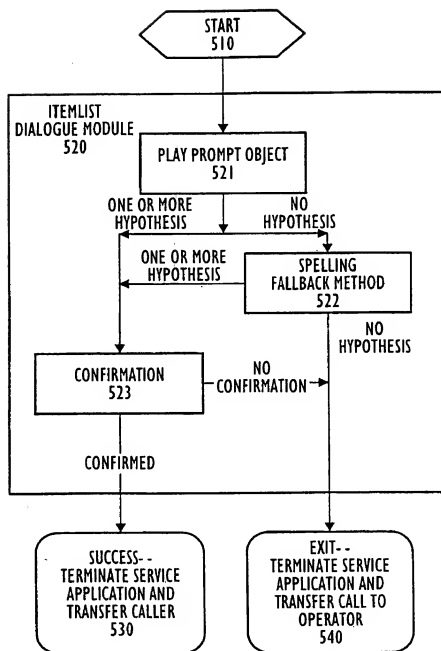 START
510
ITEMLIST
DIALOGUE MODULE
520
PLAY PROMPT OBJECT
521
ONE OR MORE
HYPOTHESIS
NO
HYPOTHESIS
ONE OR MORE
HYPOTHESIS
SPELLING
FALLBACK METHOD
522
NO
HYPOTHESIS
CONFIRMATION
523
NO
CONFIRMATION
CONFIRMED
SUCCESS--
TERMINATE SERVICE
APPLICATION AND
TRANSFER CALLER
530
EXIT--
TERMINATE SERVICE
APPLICATION AND
TRANSFER CALL TO
OPERATOR
540